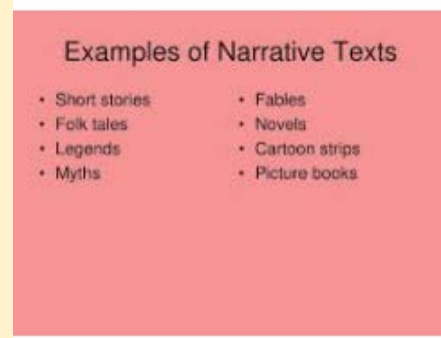 Examples of Narrative Texts
• Short stories
• Folk tales
• Legends
• Myths
• Fables
• Novels
• Cartoon strips
• Picture books